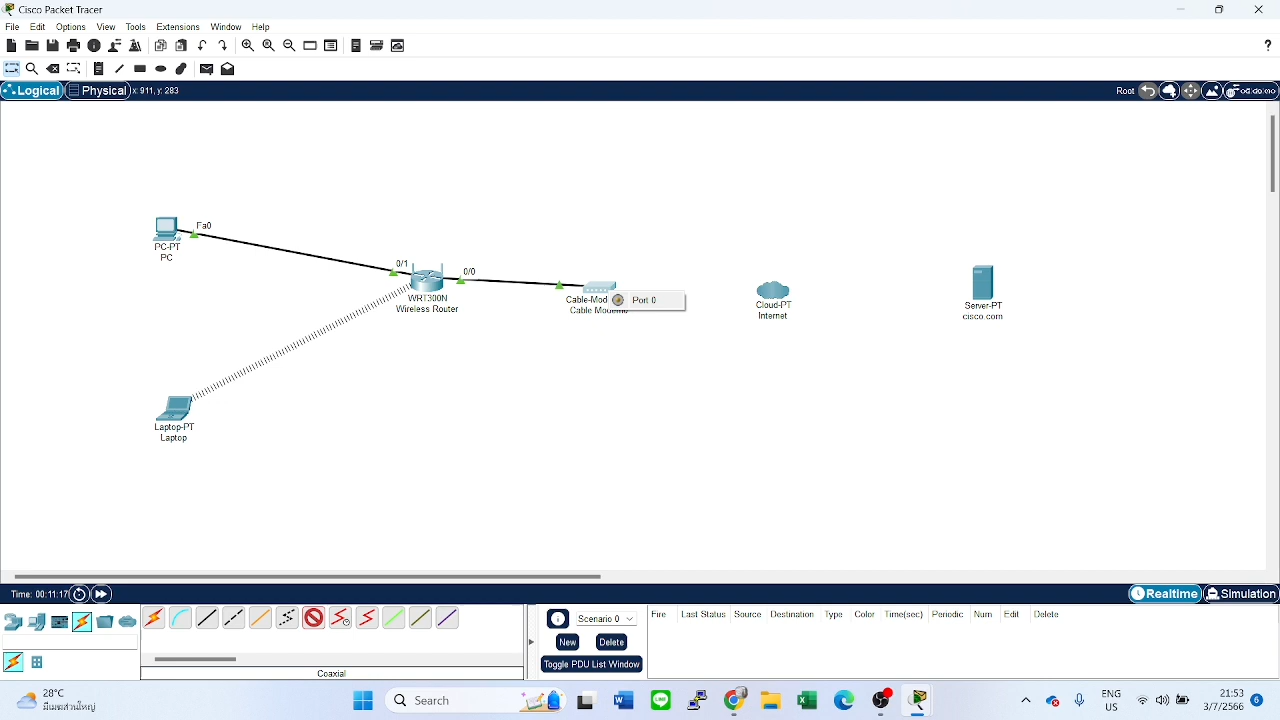 Cisco Packet Tracer
File Edit Options View Tools Extensions Window Help
?
Logical Physical x: 911, y: 283 Root
Fa0
PC-PT
PC
0/1
0/0
WRT300N
Wireless Router
Cable-Mod
Port 0
Cloud-PT
Internet
Server-PT
cisco.com
Laptop-PT
Laptop
Time: 00:11:17
Realtime Simulation
Scenario 0
New Delete
Toggle PDU List Window
Fire Last Status Source Destination Type Color Time(sec) Periodic Num Edit Delete
Coaxial
28°C
Search
ENG
US
21:53
3/7/2566
6